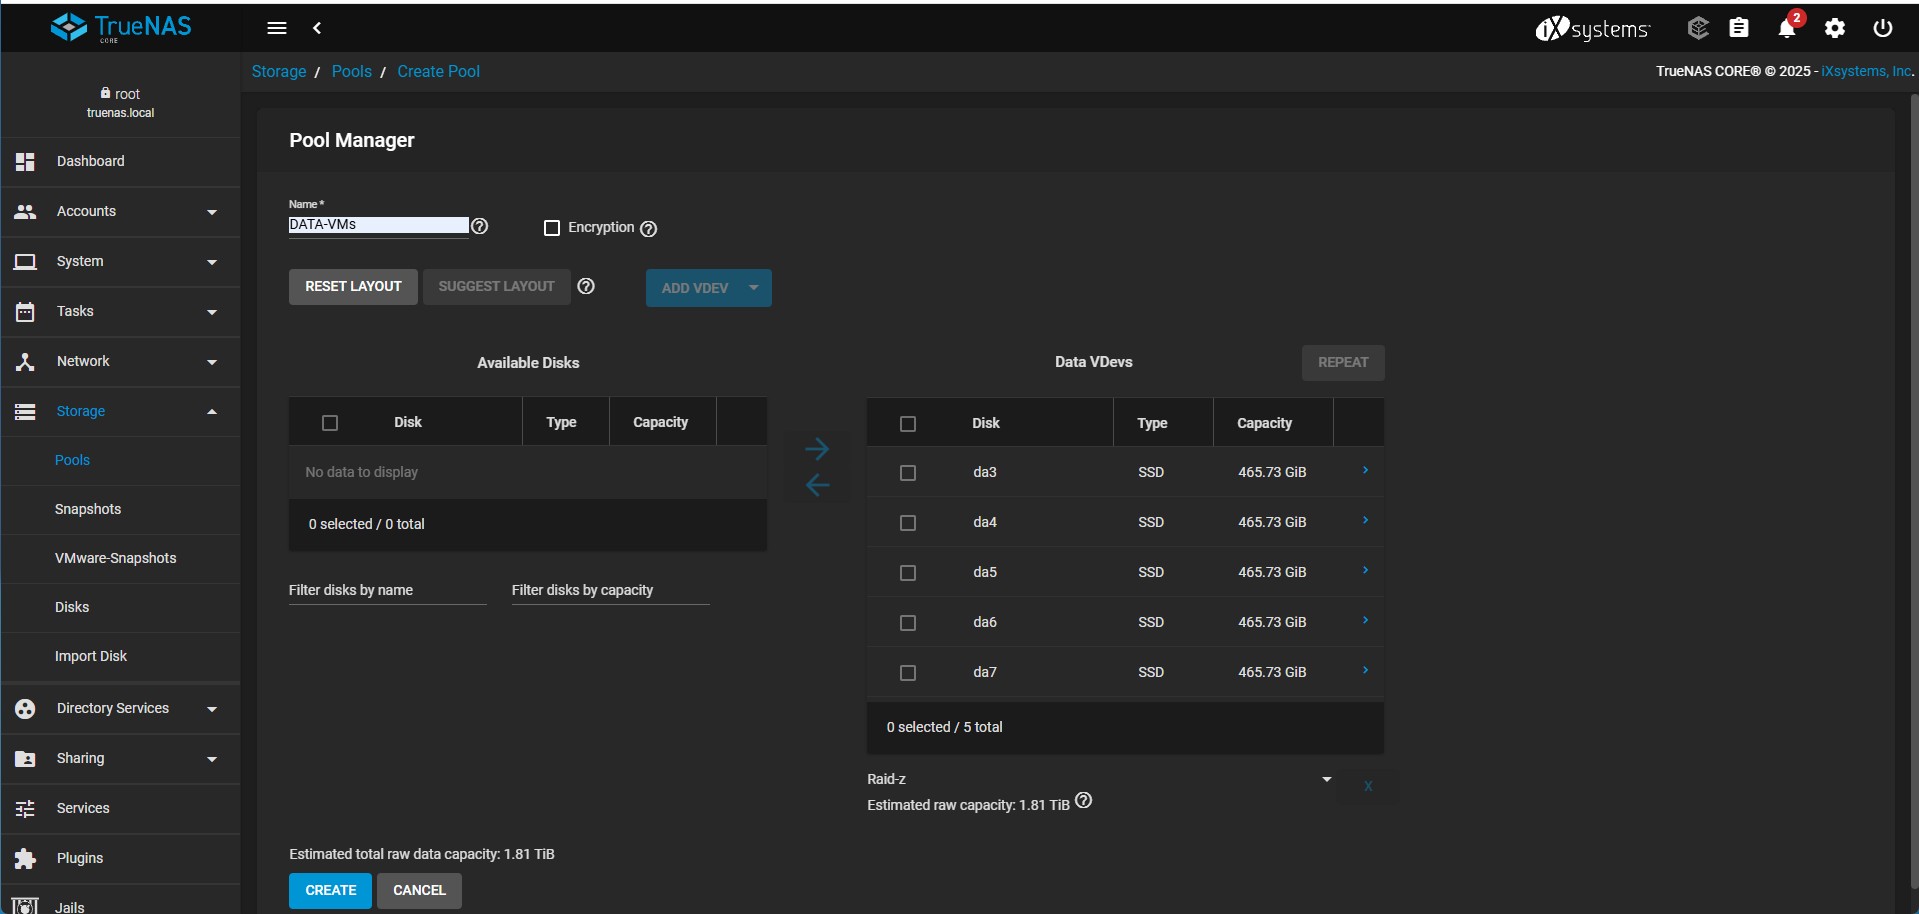 TrueNAS
CORE
iXsystems
2
root
truenas.local
Storage / Pools / Create Pool
TrueNAS CORE® © 2025 - iXsystems, Inc.
Dashboard
Accounts
System
Tasks
Network
Storage
Pools
Snapshots
VMware-Snapshots
Disks
Import Disk
Directory Services
Sharing
Services
Plugins
Jails
Pool Manager
Name *
DATA-VMs
Encryption
RESET LAYOUT
SUGGEST LAYOUT
ADD VDEV
Available Disks
Disk Type Capacity
No data to display
0 selected / 0 total
Filter disks by name
Filter disks by capacity
Data VDevs
REPEAT
Disk Type Capacity
da3 SSD 465.73 GiB
da4 SSD 465.73 GiB
da5 SSD 465.73 GiB
da6 SSD 465.73 GiB
da7 SSD 465.73 GiB
0 selected / 5 total
Raid-z
X
Estimated raw capacity: 1.81 TiB
Estimated total raw data capacity: 1.81 TiB
CREATE
CANCEL